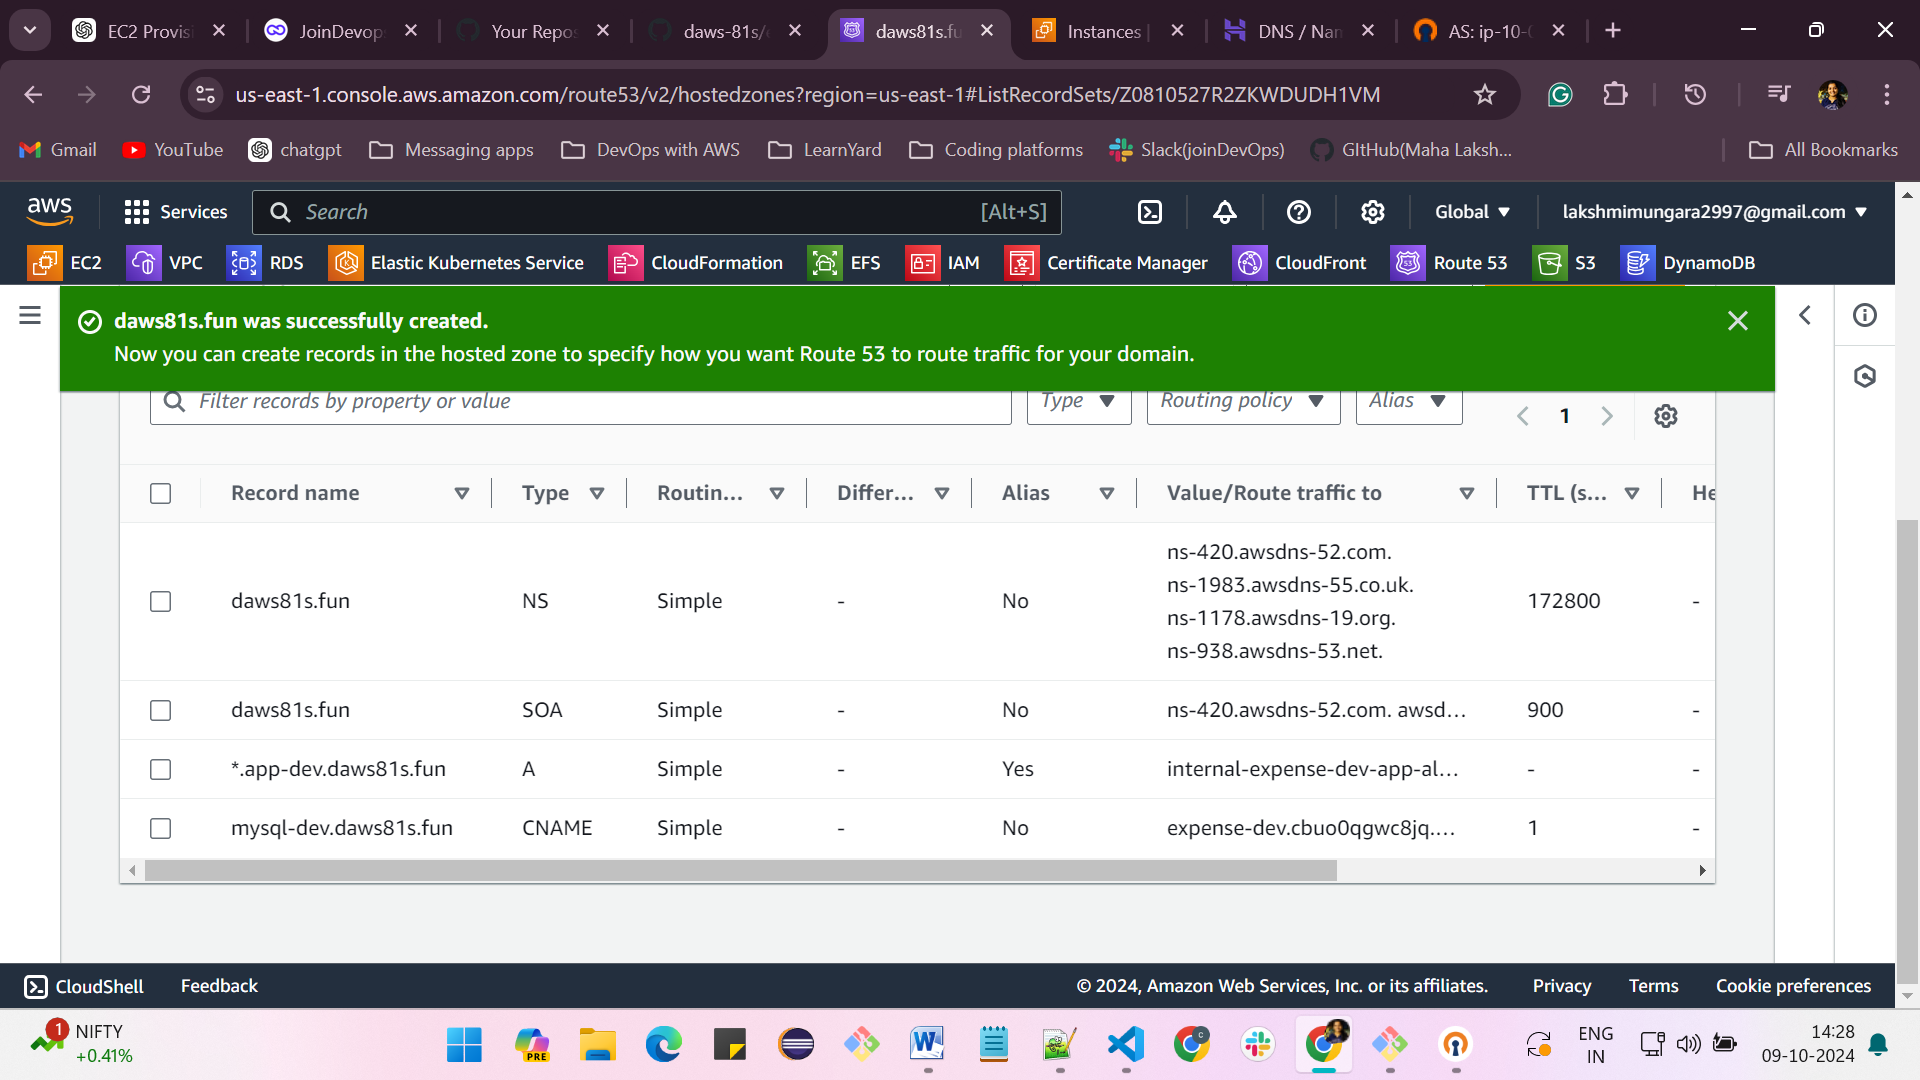 EC2 Provisi
JoinDevop
Your Repos
daws-81s/
daws81s.fu
Instances
DNS / Nam
AS: ip-10-
us-east-1.console.aws.amazon.com/route53/v2/hostedzones?region=us-east-1#ListRecordSets/Z0810527R2ZKWDUDH1VM
Gmail
YouTube
chatgpt
Messaging apps
DevOps with AWS
LearnYard
Coding platforms
Slack(joinDevOps)
GItHub(Maha Laksh...
All Bookmarks
aws
Services
Search
[Alt+S]
Global
lakshmimungara2997@gmail.com
EC2
VPC
RDS
Elastic Kubernetes Service
CloudFormation
EFS
IAM
Certificate Manager
CloudFront
Route 53
S3
DynamoDB
daws81s.fun was successfully created.
Now you can create records in the hosted zone to specify how you want Route 53 to route traffic for your domain.
Filter records by property or value
Type
Routing policy
Alias
1
Record name Type Routin... Differ... Alias Value/Route traffic to TTL (s... He
ns-420.awsdns-52.com.
ns-1983.awsdns-55.co.uk.
daws81s.fun NS Simple - No 172800 -
ns-1178.awsdns-19.org.
ns-938.awsdns-53.net.
daws81s.fun SOA Simple - No ns-420.awsdns-52.com. awsd... 900 -
*.app-dev.daws81s.fun A Simple - Yes internal-expense-dev-app-al... - -
mysql-dev.daws81s.fun CNAME Simple - No expense-dev.cbuo0qgwc8jq.... 1 -
CloudShell
Feedback
© 2024, Amazon Web Services, Inc. or its affiliates.
Privacy
Terms
Cookie preferences
1
NIFTY
+0.41%
PRE
ENG
IN
14:28
09-10-2024